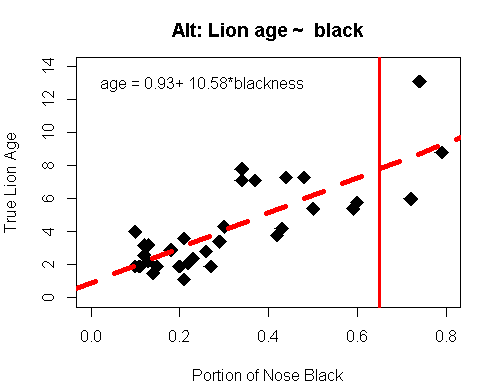 Alt: Lion age ~ black
age = 0.93+ 10.58*blackness
True Lion Age
14
12
10
8
6
4
2
0
0.0 0.2 0.4 0.6 0.8
Portion of Nose Black